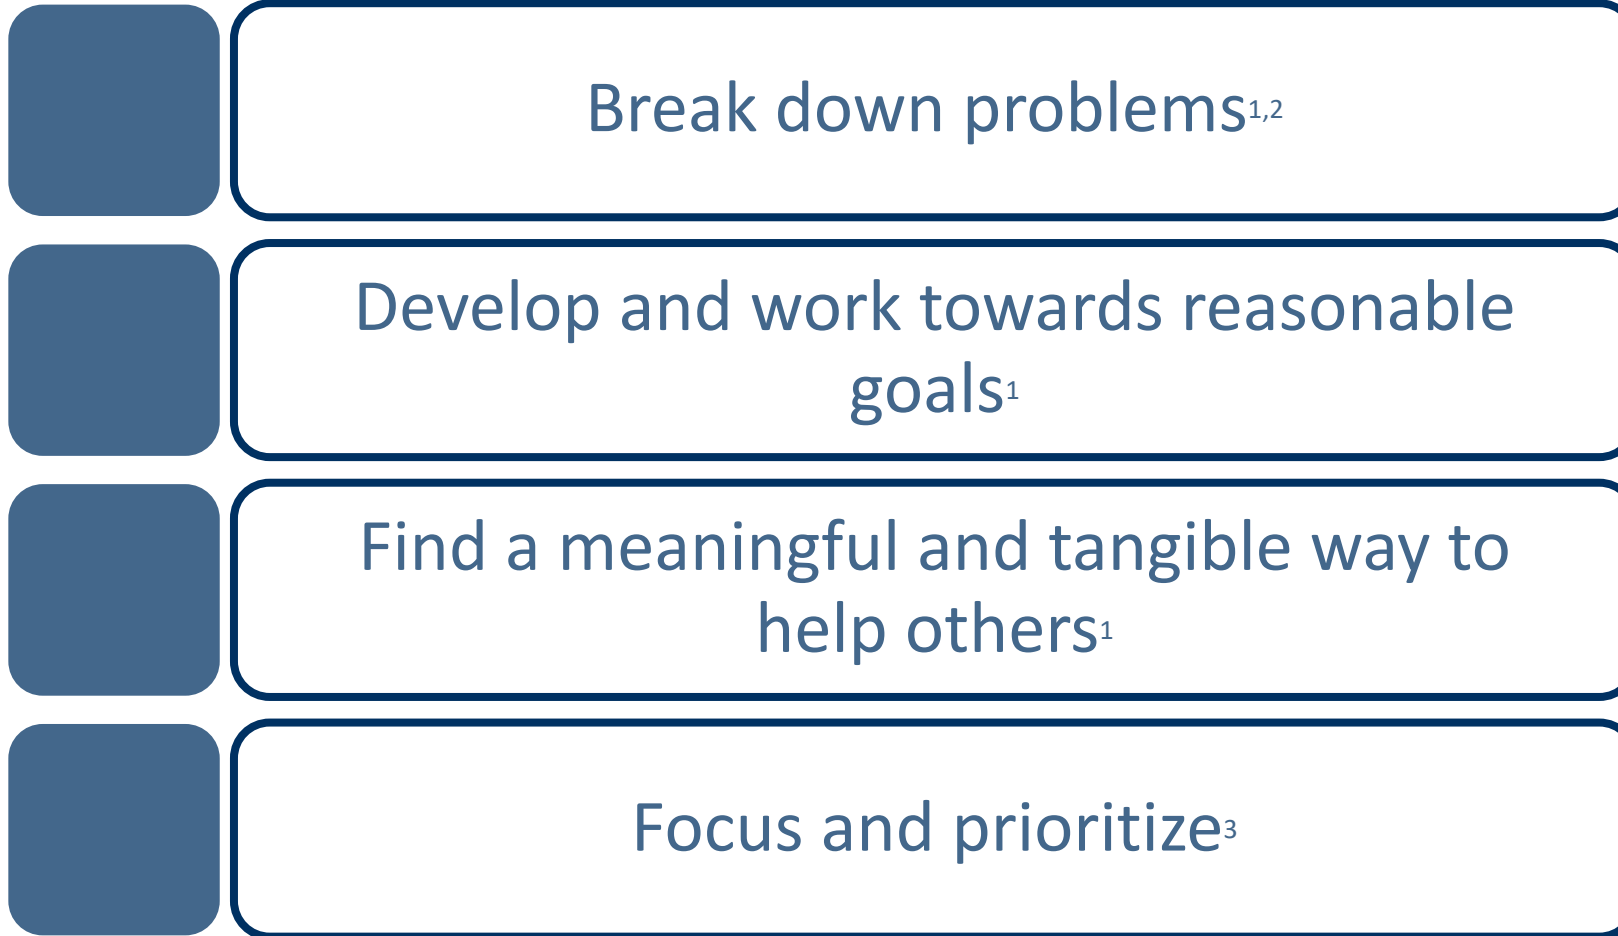 Break down problems1,2
Develop and work towards reasonable
goals1
Find a meaningful and tangible way to
help others1
Focus and prioritize3